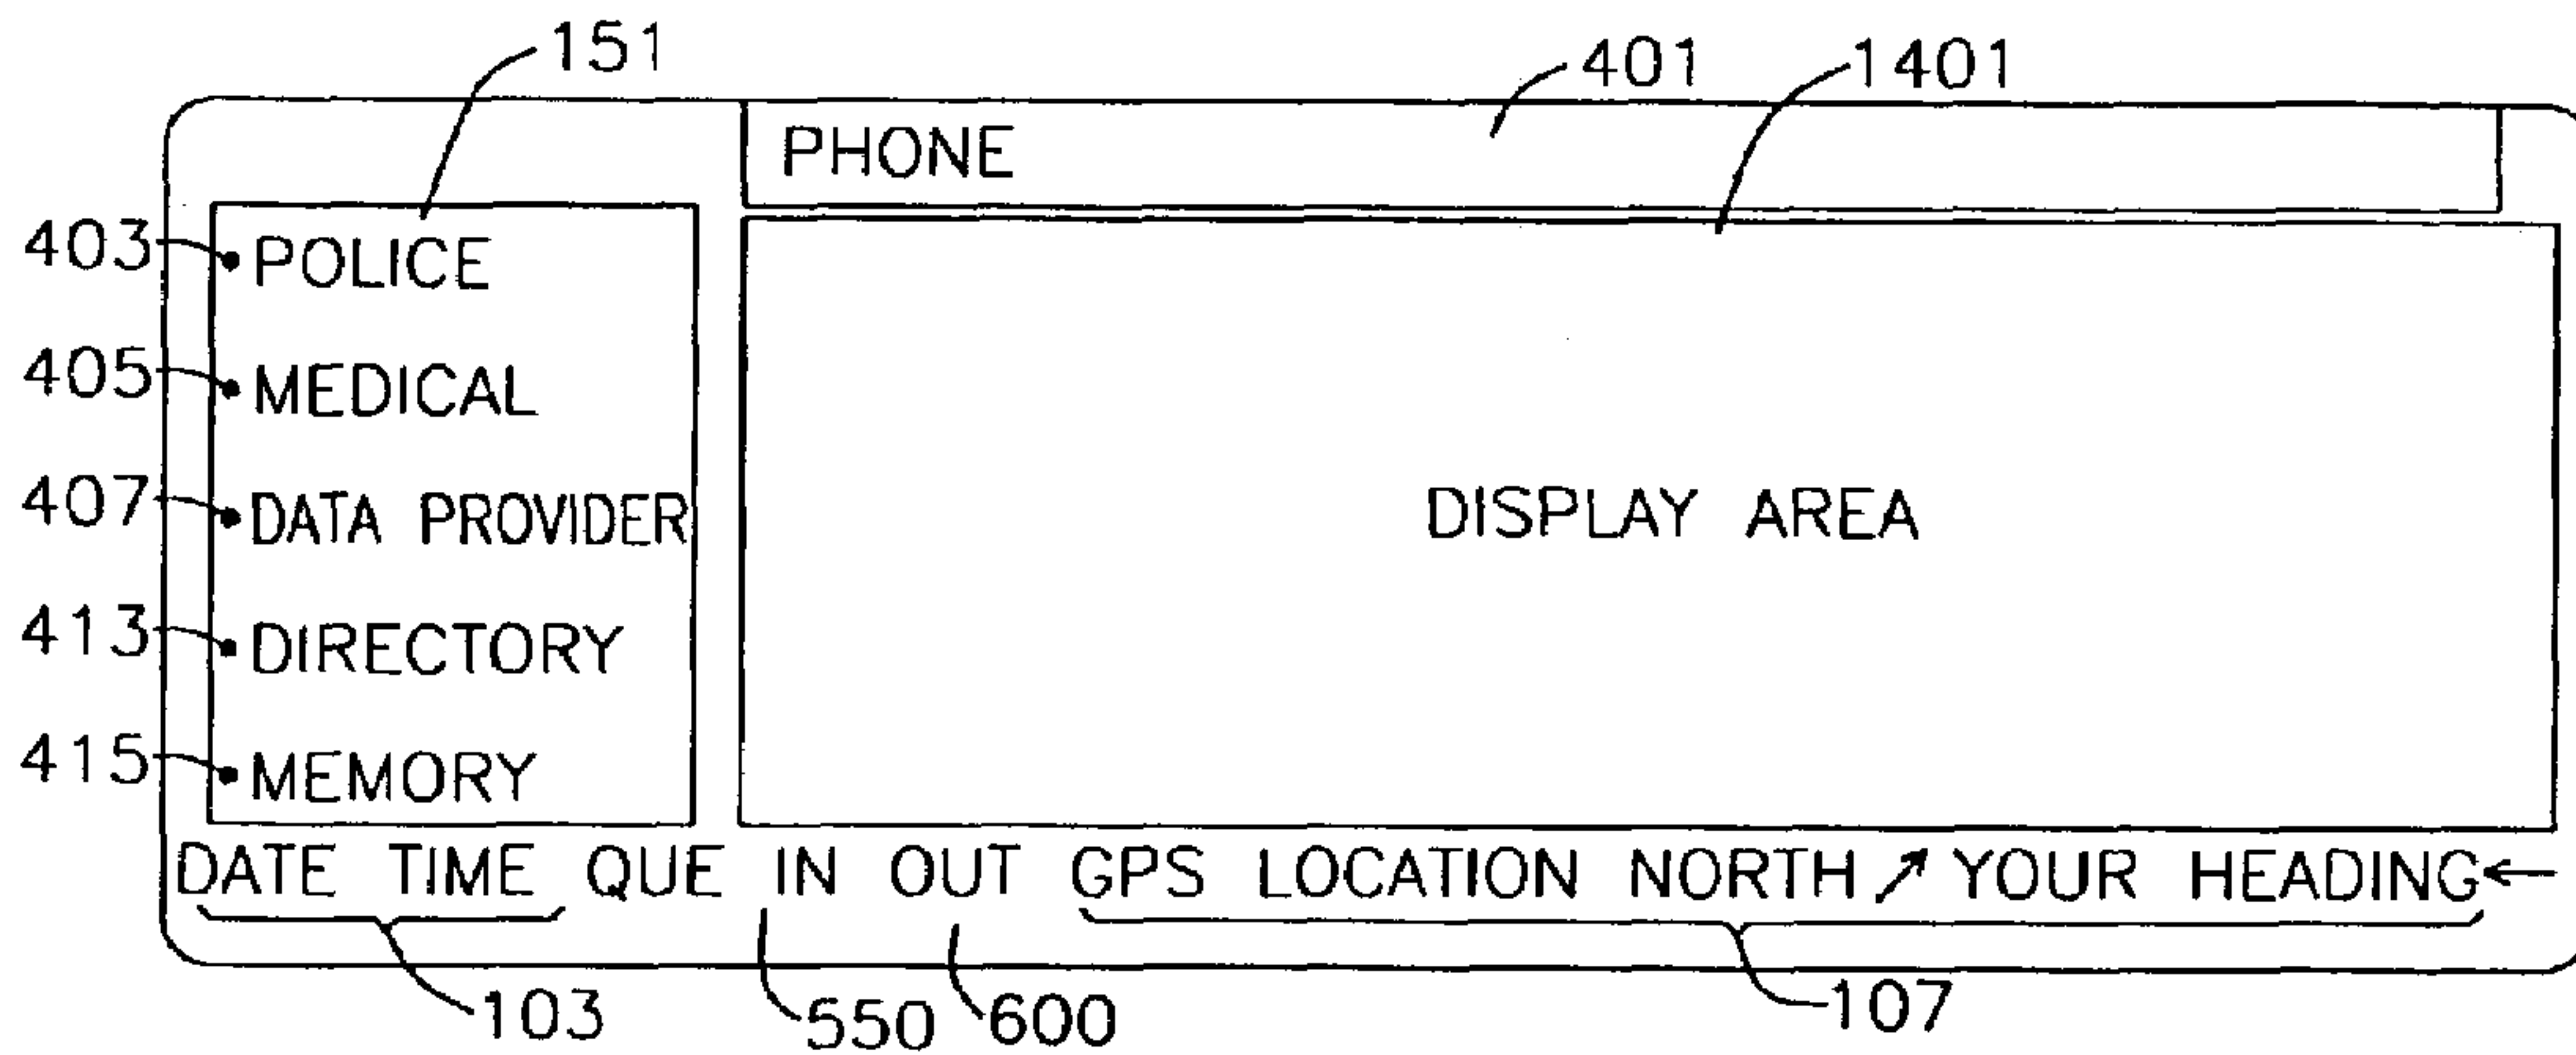 151
401
1401
PHONE
403 POLICE
405 MEDICAL
407 DATA PROVIDER
DISPLAY AREA
413 DIRECTORY
415 MEMORY
DATE TIME QUE IN OUT GPS LOCATION NORTH ↗ YOUR HEADING ←
103
550
600
107